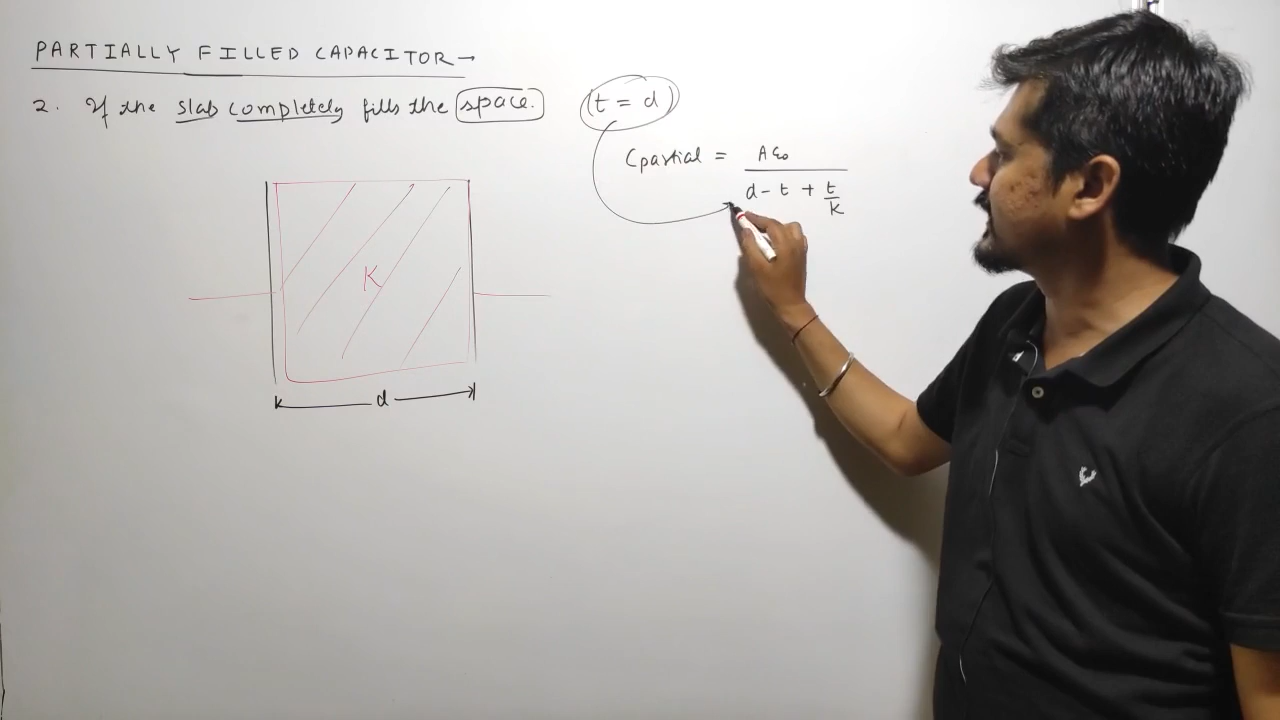 PARTIALLY FILLED CAPACITOR →
2. If the slab completely fills the space. (t = d)
Cpartial = Aε₀ / (d - t + t/K)
K
d